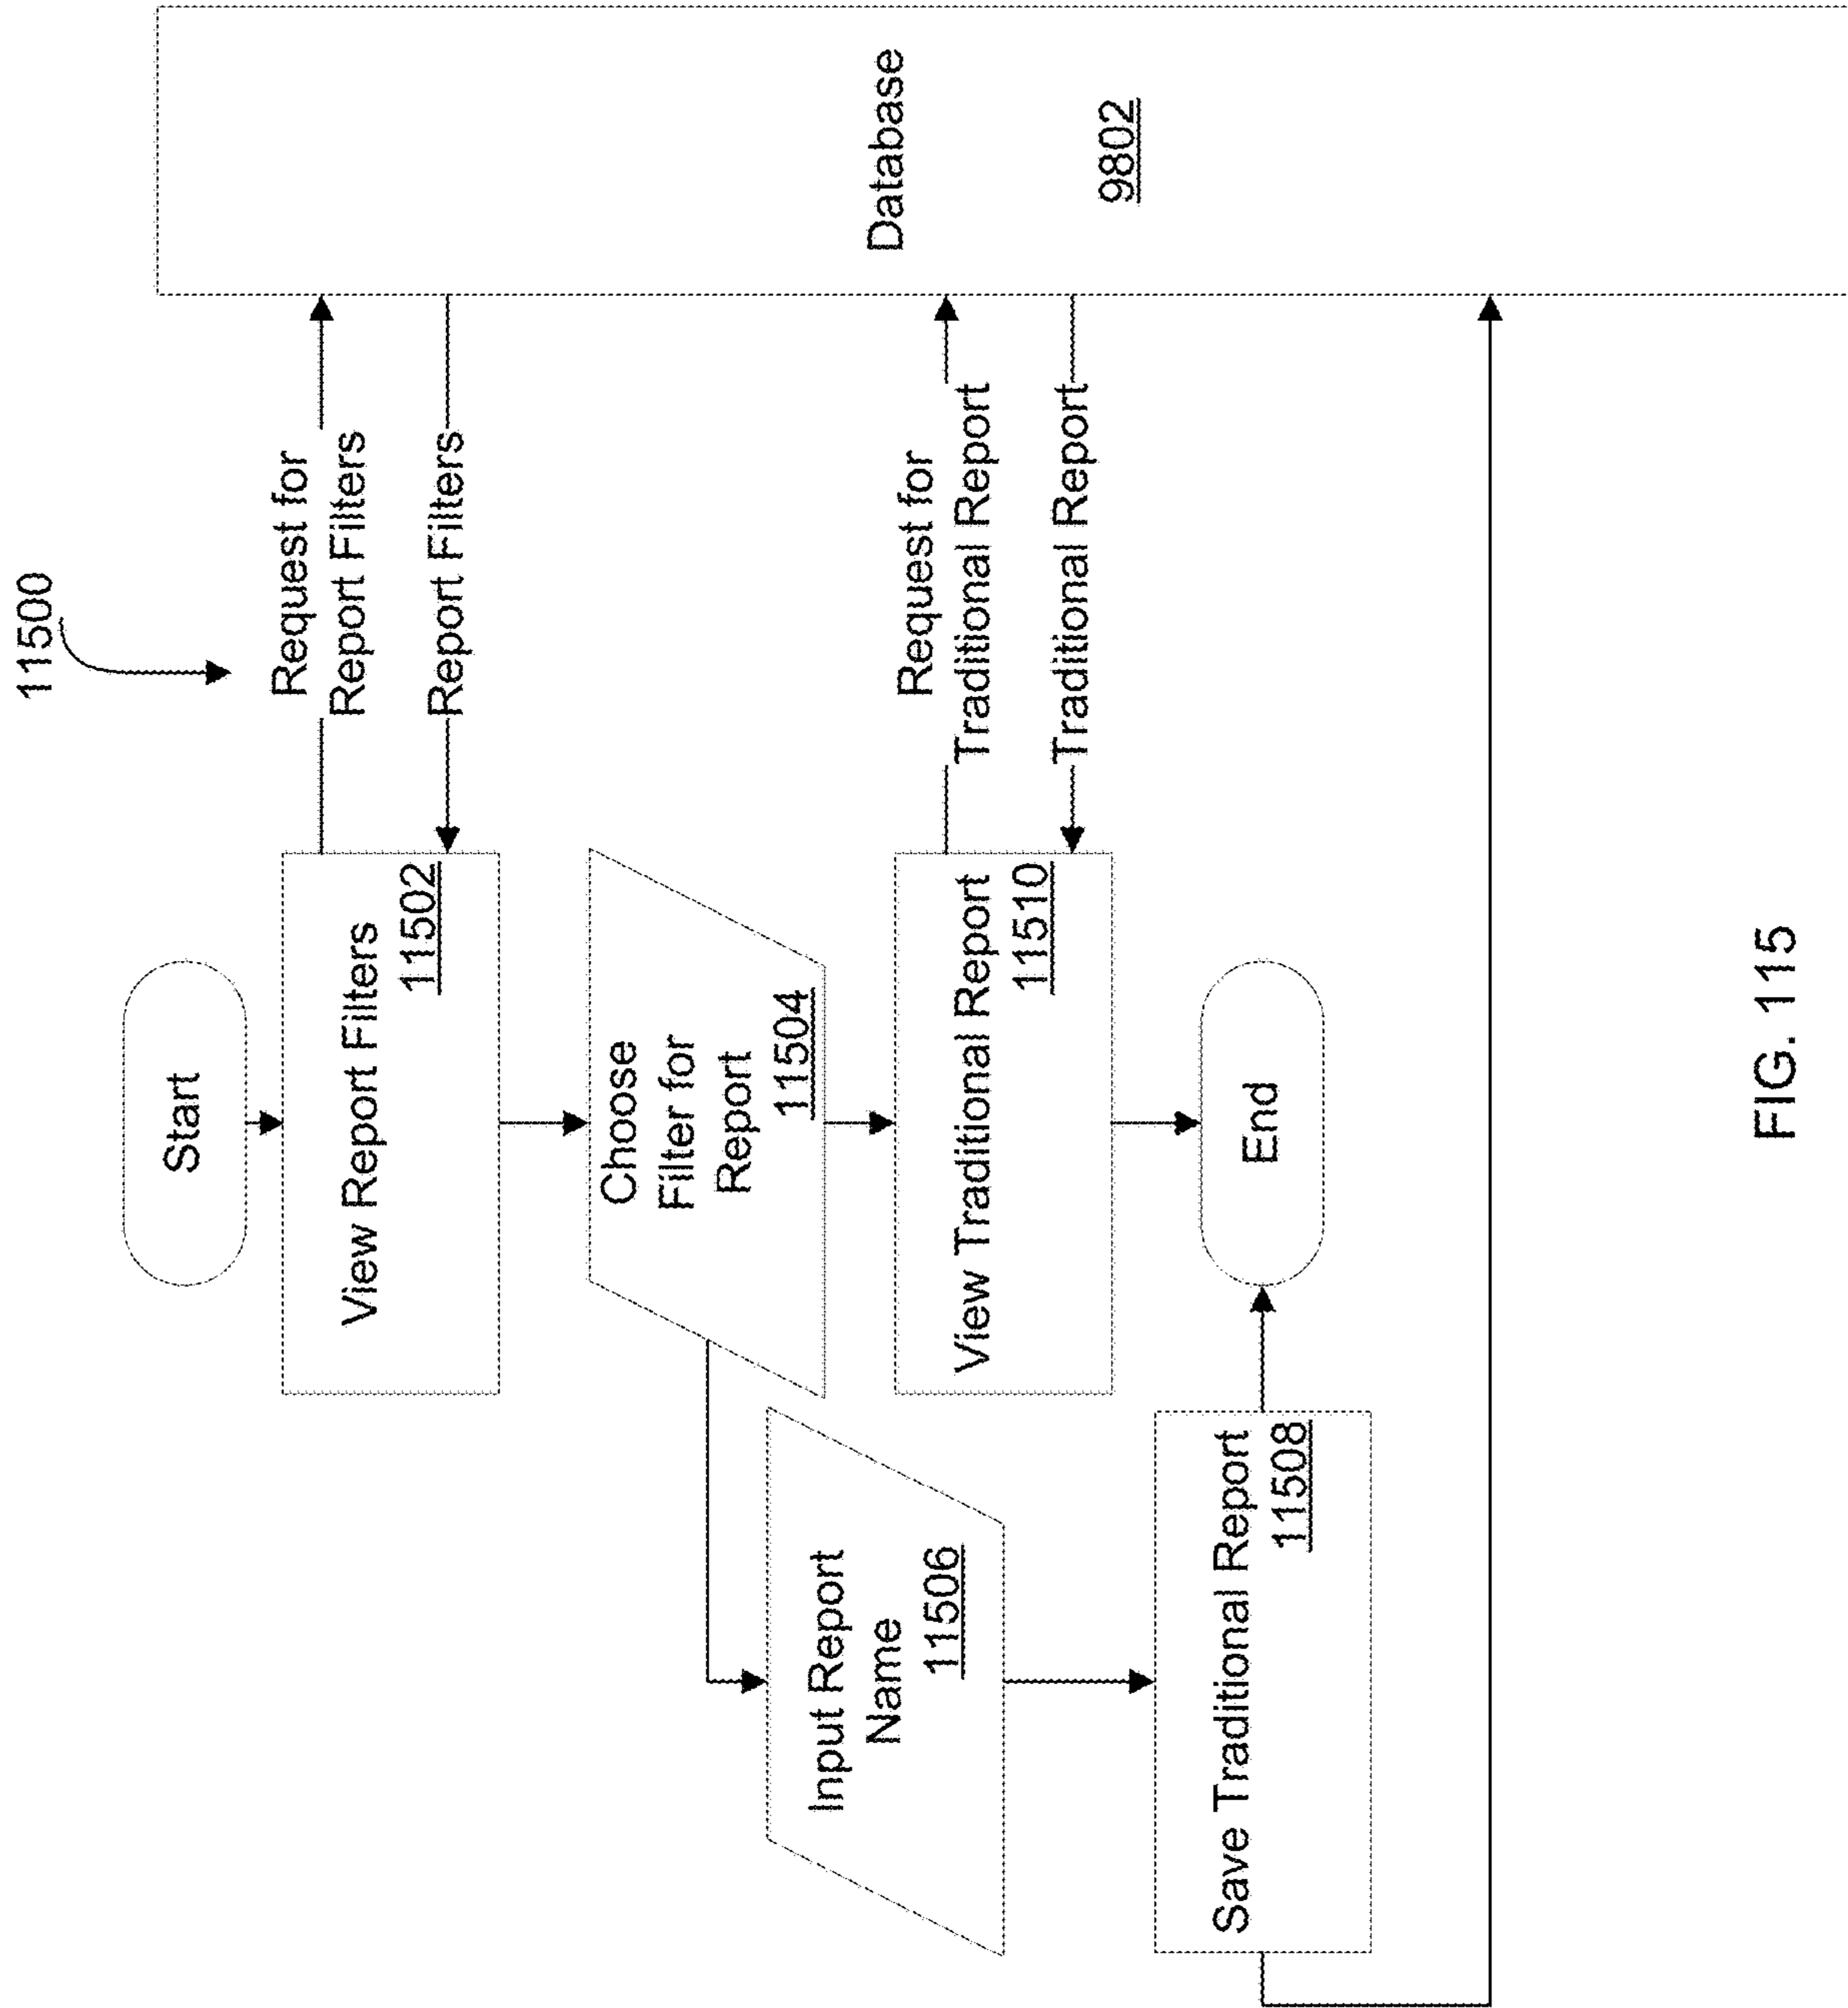 11500
Start
View Report Filters
11502
Request for
Report Filters
Report Filters
Choose
Filter for
Report
11504
Input Report
Name
11506
View Traditional Report
11510
Request for
Traditional Report
Traditional Report
Save Traditional Report
11508
End
Database
9802
FIG. 115